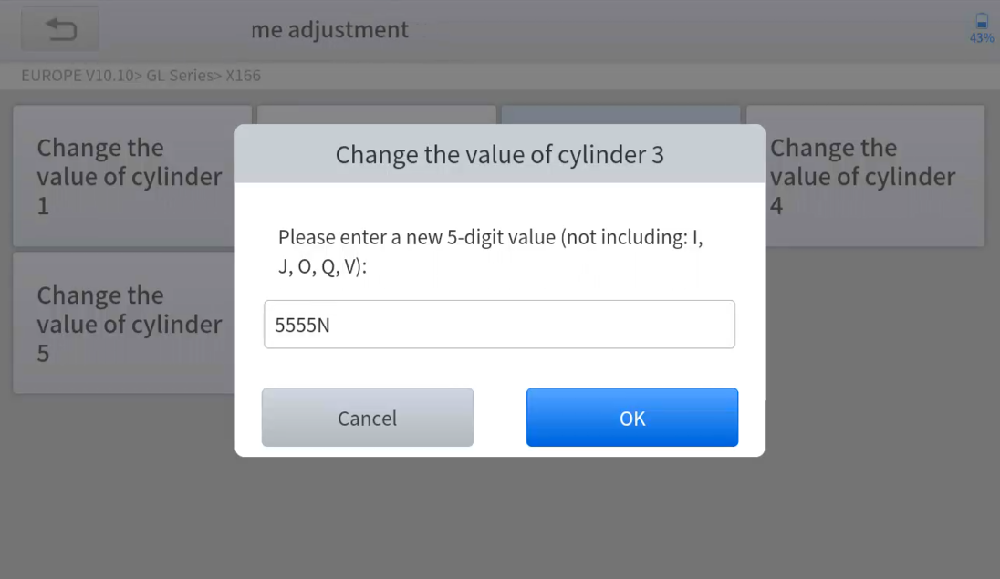 me adjustment
43%
EUROPE V10.10> GL Series> X166
Change the
value of cylinder
1
Change the
value of cylinder
4
Change the
value of cylinder
5
Change the value of cylinder 3
Please enter a new 5-digit value (not including: I,
J, O, Q, V):
5555N
Cancel
OK